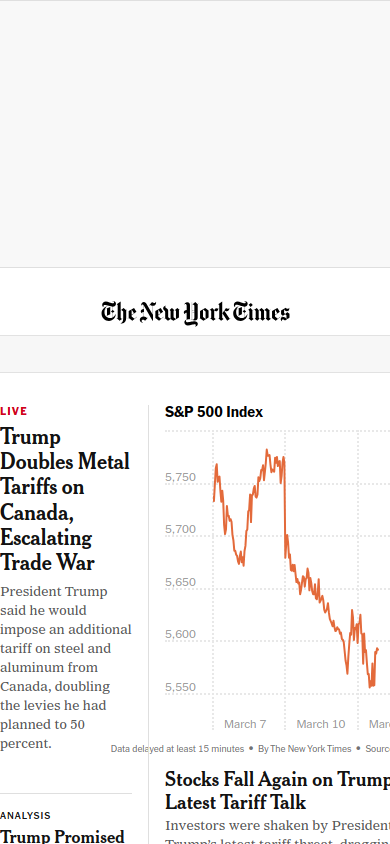 The New York Times
LIVE
Trump
Doubles Metal
Tariffs on
Canada,
Escalating
Trade War
President Trump
said he would
impose an additional
tariff on steel and
aluminum from
Canada, doubling
the levies he had
planned to 50
percent.
ANALYSIS
Trump Promised
S&P 500 Index
5,750
5,700
5,650
5,600
5,550
March 7 March 10 Mar
Data delayed at least 15 minutes • By The New York Times • Source
Stocks Fall Again on Trump
Latest Tariff Talk
Investors were shaken by President
Trump's latest tariff threat, dragging